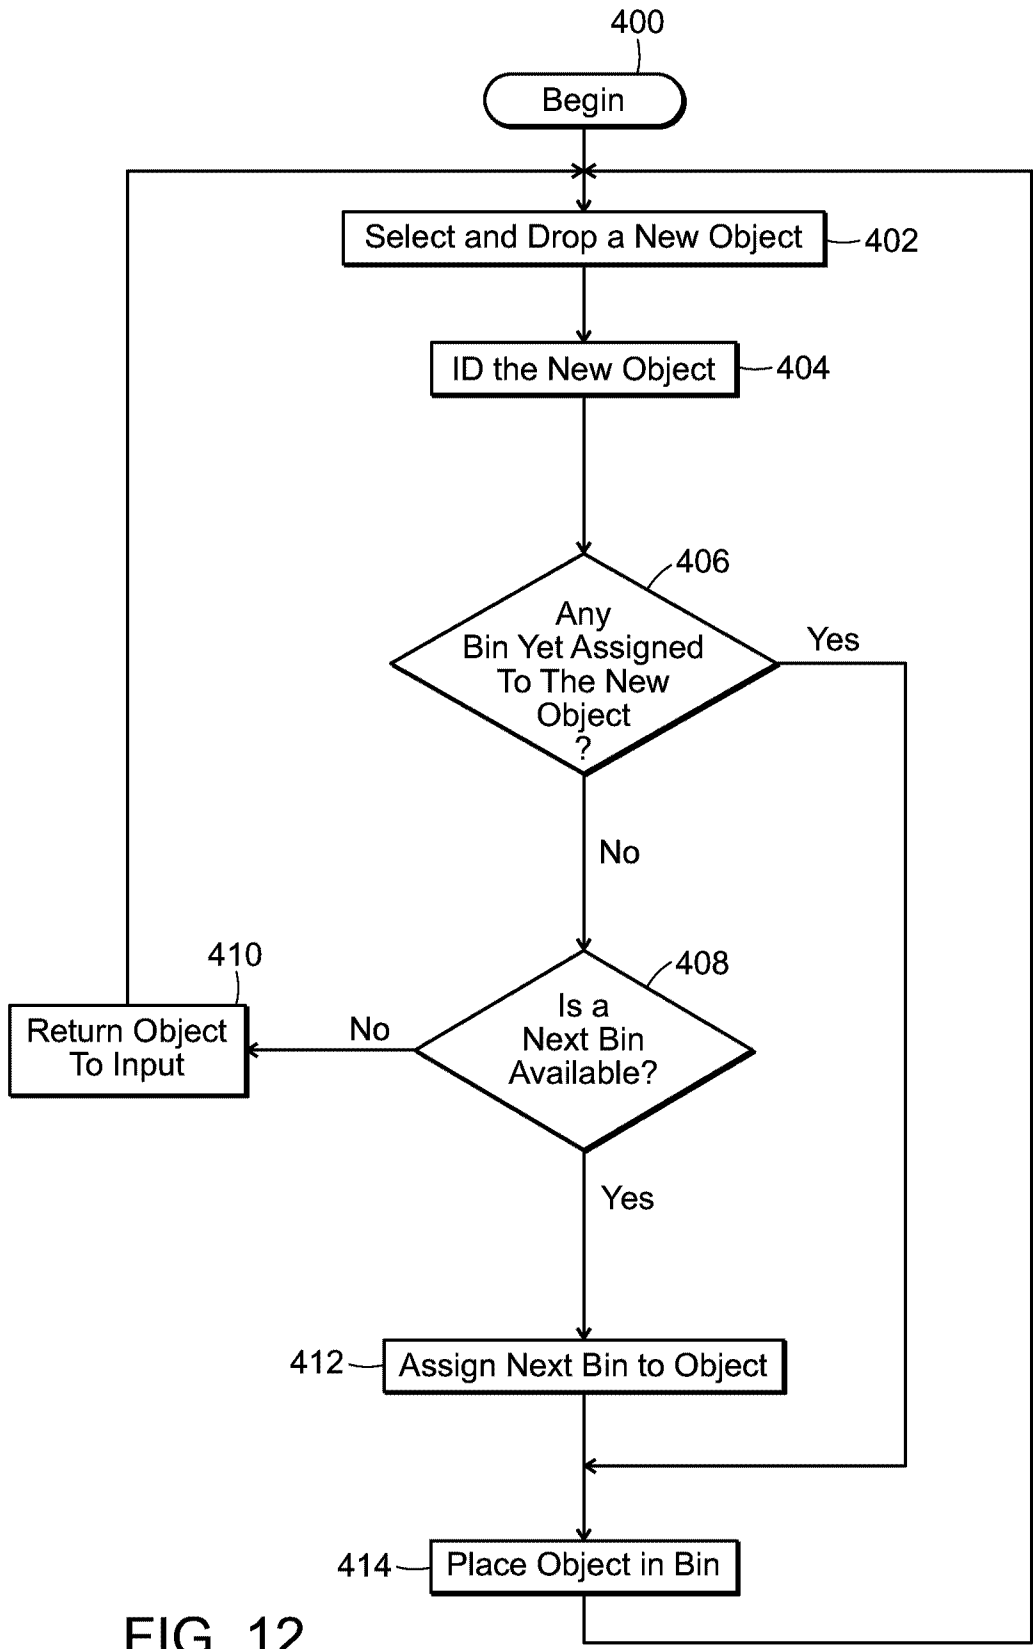 400
Begin
Select and Drop a New Object
402
ID the New Object
404
406
Any
Bin Yet Assigned
To The New
Object
?
Yes
No
410
408
Return Object
To Input
No
Is a
Next Bin
Available?
Yes
412
Assign Next Bin to Object
414
Place Object in Bin
FIG. 12